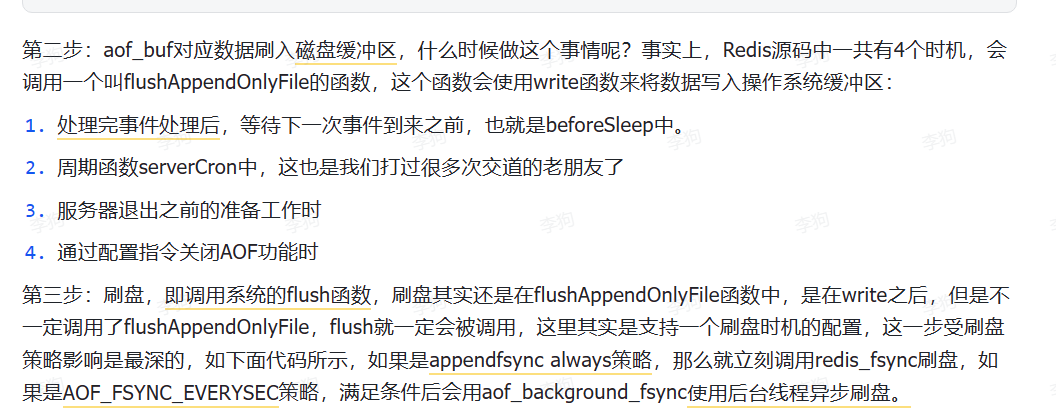 第二步：aof_buf对应数据刷入磁盘缓冲区，什么时候做这个事情呢？事实上，Redis源码中一共有4个时机，会
调用一个叫flushAppendOnlyFile的函数，这个函数会使用write函数来将数据写入操作系统缓冲区：
1. 处理完事件处理后，等待下一次事件到来之前，也就是beforeSleep中。
2. 周期函数serverCron中，这也是我们打过很多次交道的老朋友了
3. 服务器退出之前的准备工作时
4. 通过配置指令关闭AOF功能时
第三步：刷盘，即调用系统的flush函数，刷盘其实还是在flushAppendOnlyFile函数中，是在write之后，但是不
一定调用了flushAppendOnlyFile，flush就一定会被调用，这里其实是支持一个刷盘时机的配置，这一步受刷盘
策略影响是最深的，如下面代码所示，如果是appendfsync always策略，那么就立刻调用redis_fsync刷盘，如
果是AOF_FSYNC_EVERYSEC策略，满足条件后会用aof_background_fsync使用后台线程异步刷盘。
李狗
李狗
李狗
李狗
李狗
李狗